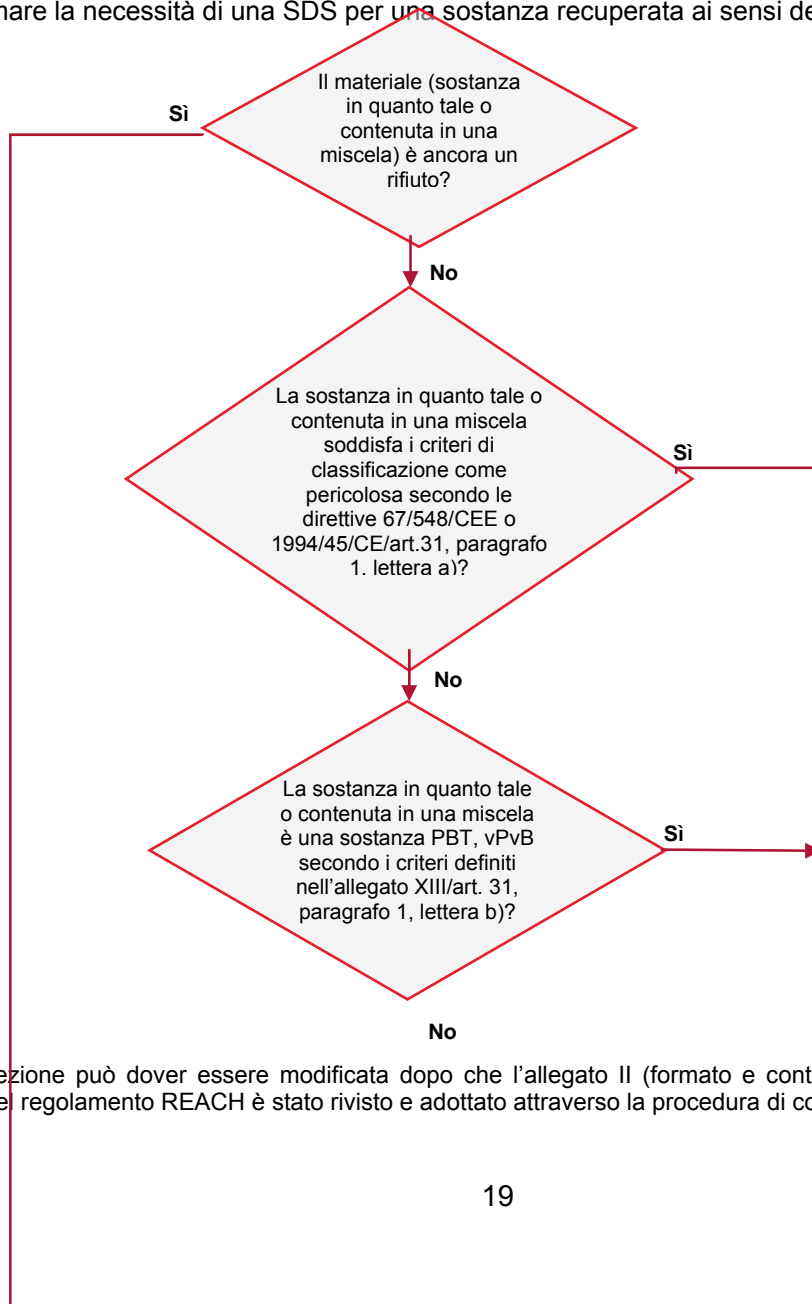 mare la necessità di una SDS per una sostanza recuperata ai sensi de
Il materiale (sostanza
in quanto tale o
contenuta in una
miscela) è ancora un
rifiuto?
Sì
No
La sostanza in quanto tale o
contenuta in una miscela
soddisfa i criteri di
classificazione come
pericolosa secondo le
direttive 67/548/CEE o
1994/45/CE/art.31, paragrafo
1. lettera a)?
Sì
No
La sostanza in quanto tale
o contenuta in una miscela
è una sostanza PBT, vPvB
secondo i criteri definiti
nell'allegato XIII/art. 31,
paragrafo 1, lettera b)?
Sì
No
ezione può dover essere modificata dopo che l'allegato II (formato e cont
el regolamento REACH è stato rivisto e adottato attraverso la procedura di co
19